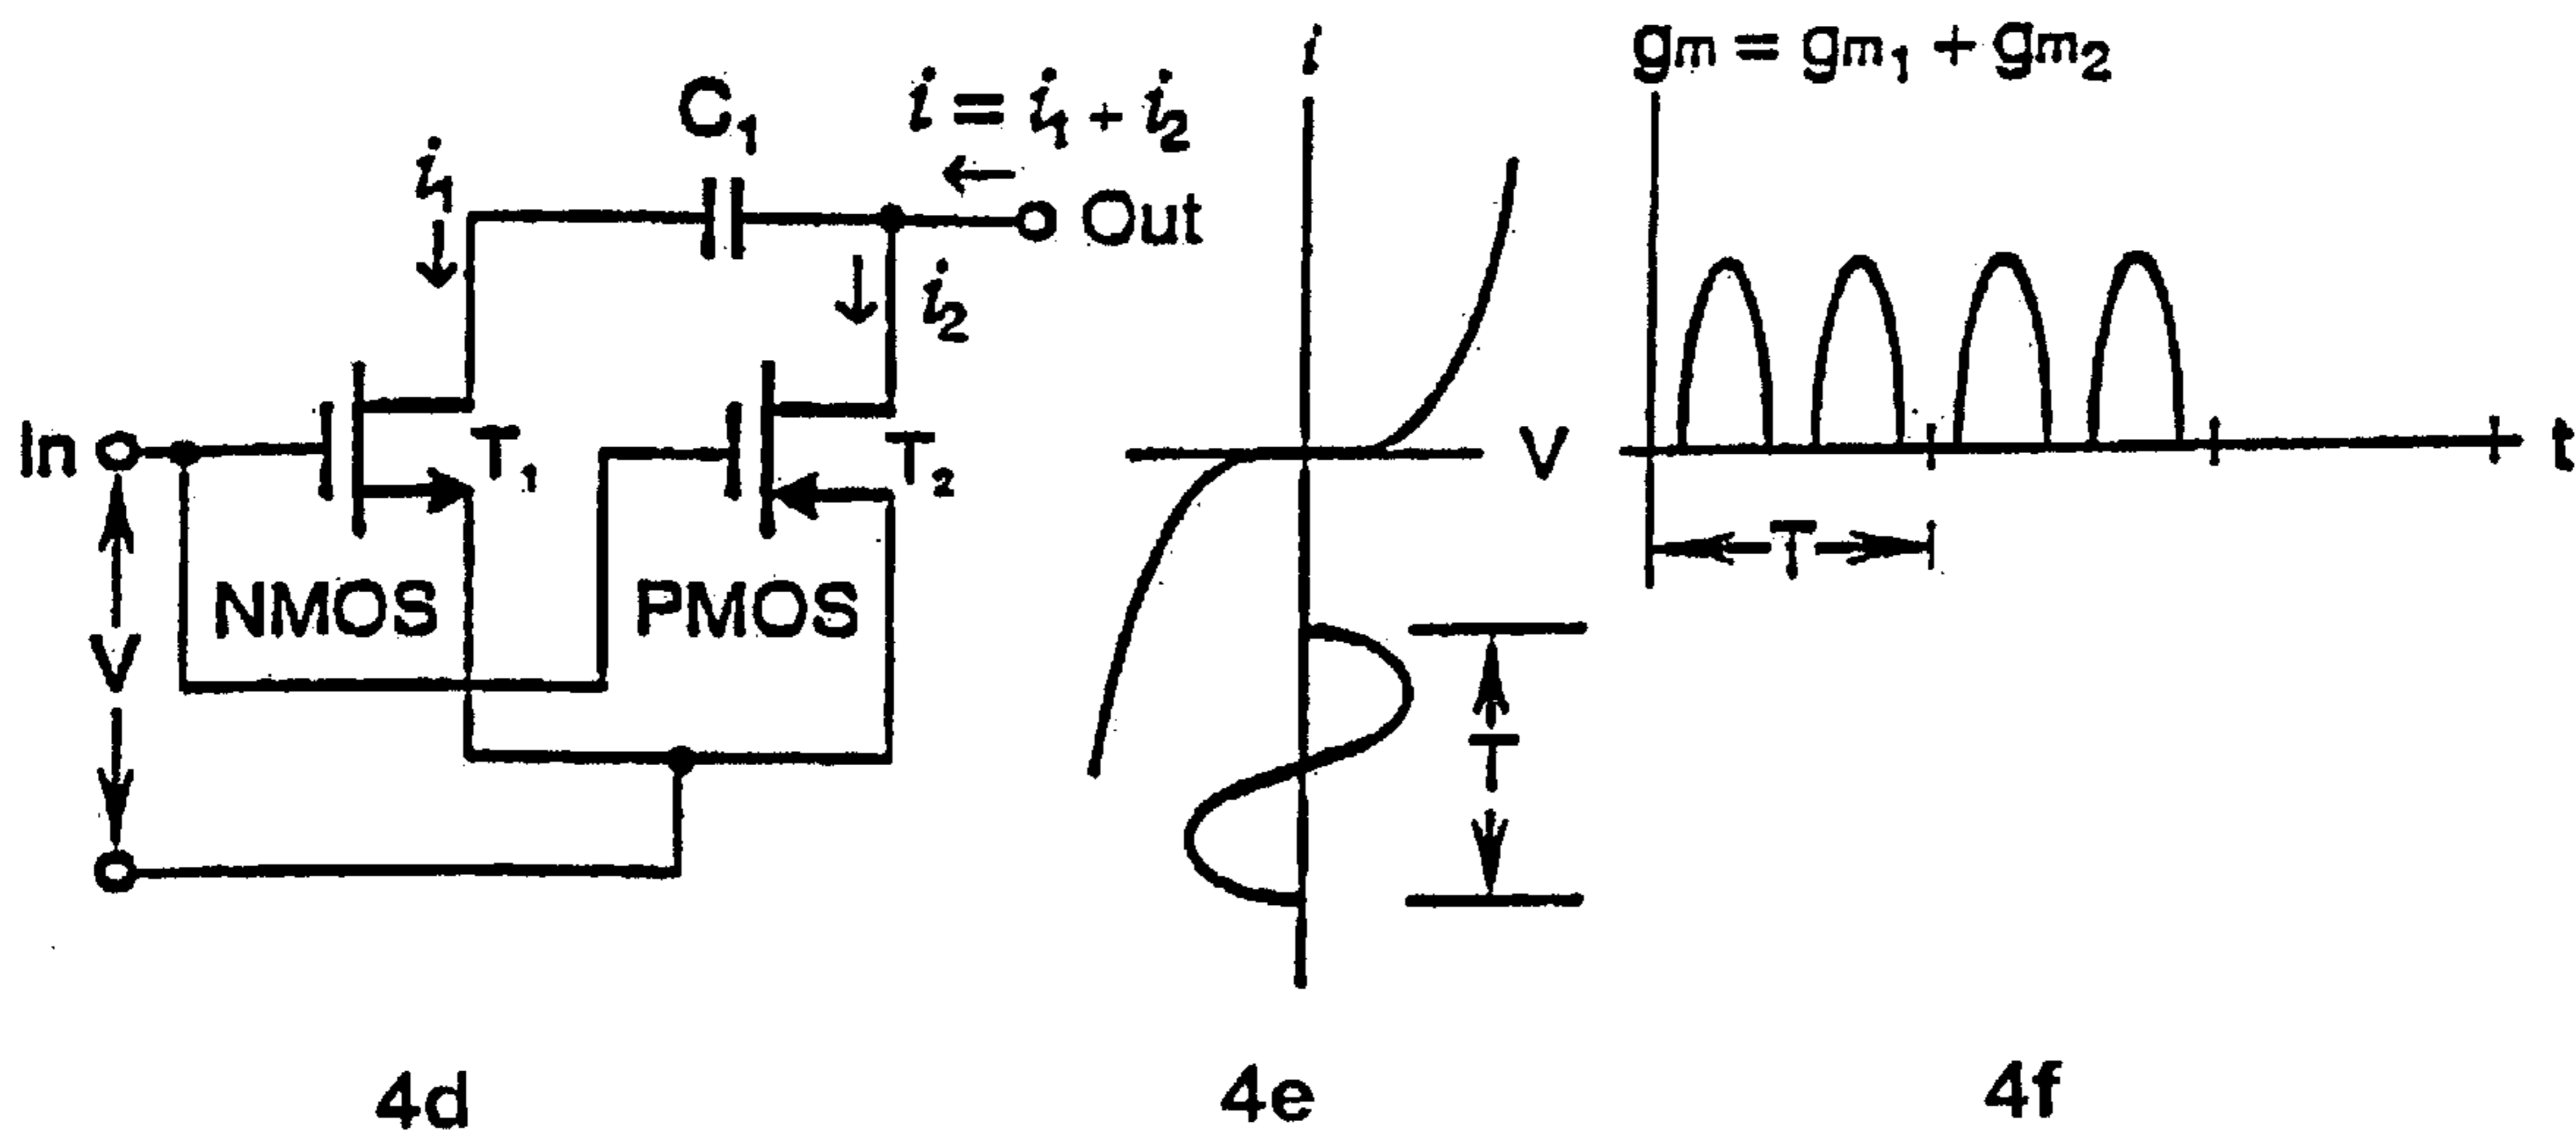 i₁
C₁
i = i₁ + i₂
Out
i₂
In
T₁
T₂
NMOS
PMOS
V
4d
i
V
T
4e
gm = gm₁ + gm₂
t
T
4f